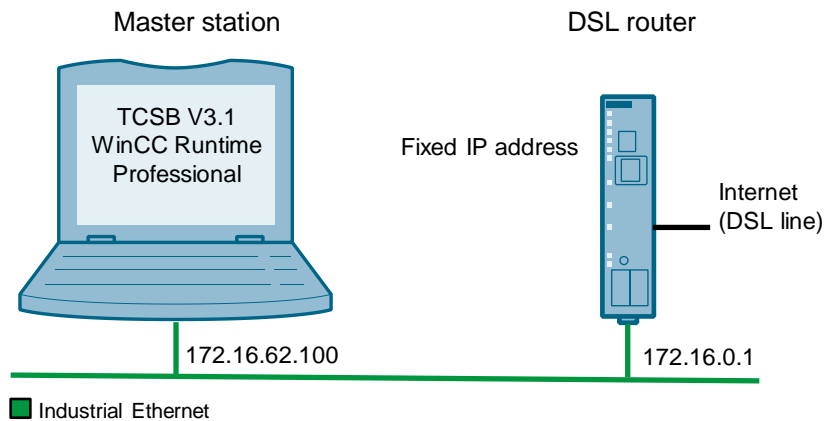 Master station
DSL router
TCSB V3.1
WinCC Runtime
Professional
Fixed IP address
Internet
(DSL line)
172.16.62.100
172.16.0.1
Industrial Ethernet